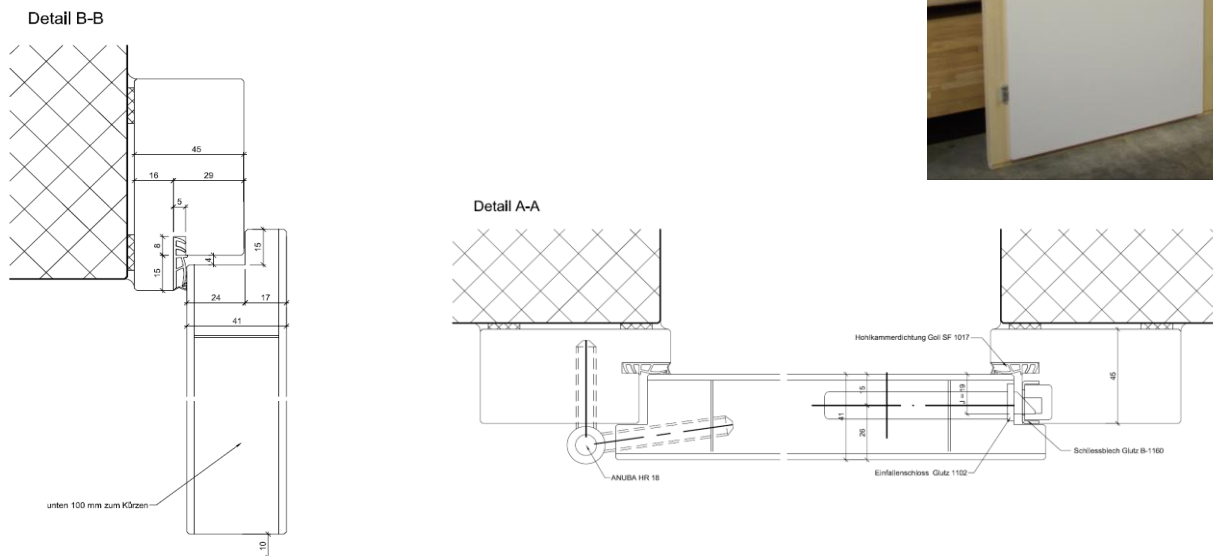 Detail B-B
45
16
29
5
8
15
4
15
24
17
41
unten 100 mm zum Kürzen
10
Detail A-A
Hohlkammerdichtung Goll SF 1017
45
15
J = 19
41
26
Schliessblech Glutz B-1160
Einfallenschloss Glutz 1102
ANUBA HR 18